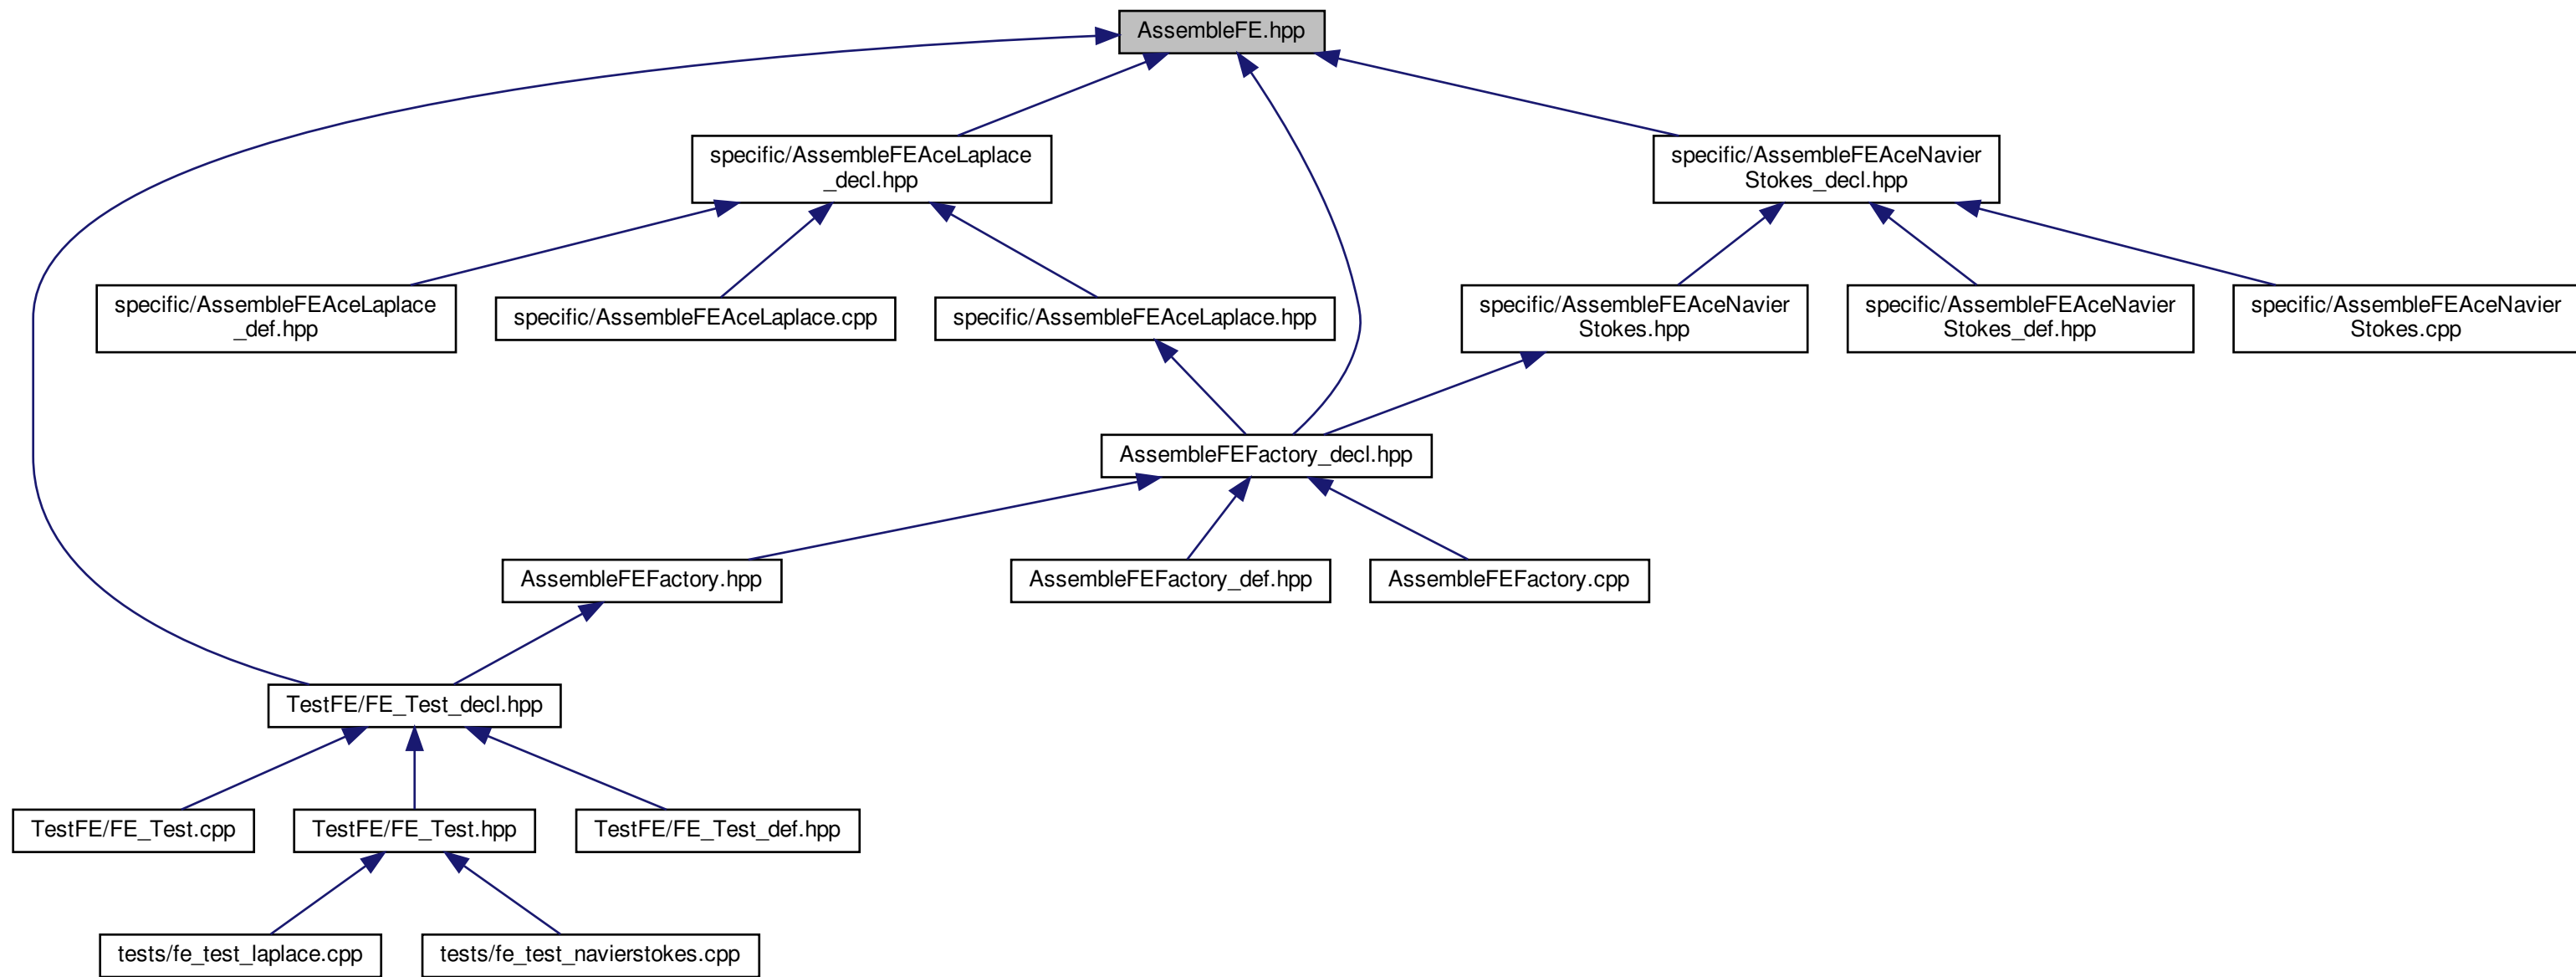 AssembleFE.hpp
specific/AssembleFEAceLaplace
_decl.hpp
specific/AssembleFEAceNavier
Stokes_decl.hpp
specific/AssembleFEAceLaplace
_def.hpp
specific/AssembleFEAceLaplace.cpp
specific/AssembleFEAceLaplace.hpp
specific/AssembleFEAceNavier
Stokes.hpp
specific/AssembleFEAceNavier
Stokes_def.hpp
specific/AssembleFEAceNavier
Stokes.cpp
AssembleFEFactory_decl.hpp
AssembleFEFactory.hpp
AssembleFEFactory_def.hpp
AssembleFEFactory.cpp
TestFE/FE_Test_decl.hpp
TestFE/FE_Test.cpp
TestFE/FE_Test.hpp
TestFE/FE_Test_def.hpp
tests/fe_test_laplace.cpp
tests/fe_test_navierstokes.cpp